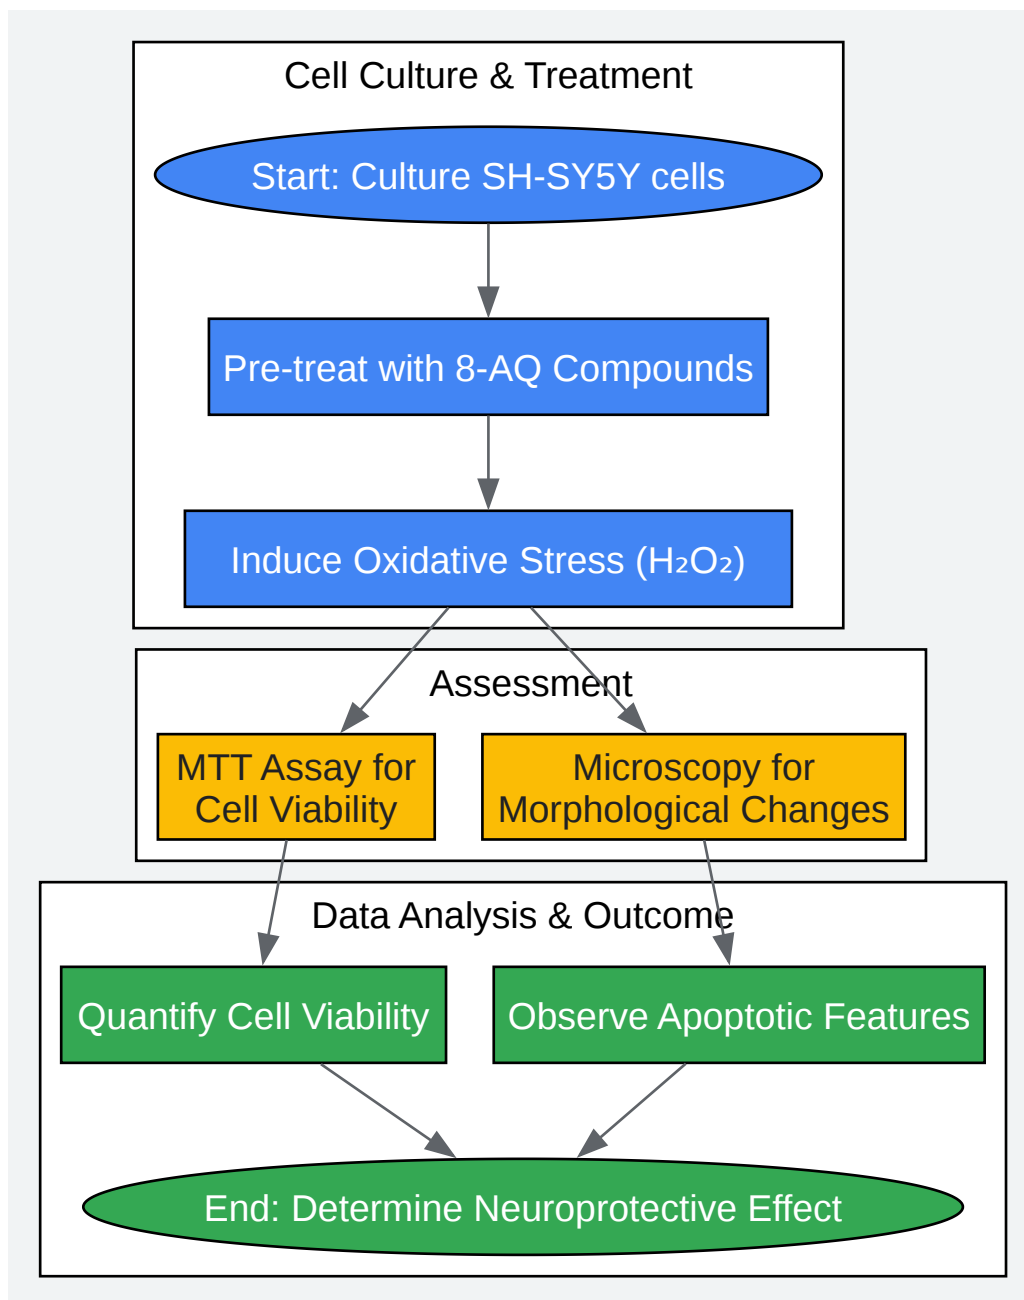 Cell Culture & Treatment
Start: Culture SH-SY5Y cells
Pre-treat with 8-AQ Compounds
Induce Oxidative Stress (H₂O₂)
Assessment
MTT Assay for
Cell Viability
Microscopy for
Morphological Changes
Data Analysis & Outcome
Quantify Cell Viability
Observe Apoptotic Features
End: Determine Neuroprotective Effect